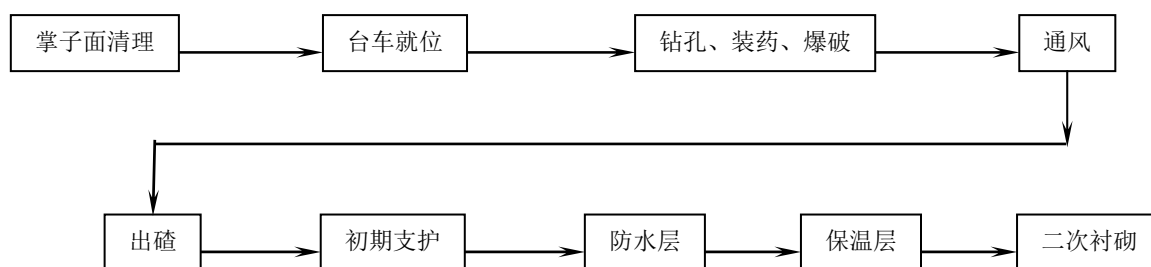 掌子面清理
台车就位
钻孔、装药、爆破
通风
出碴
初期支护
防水层
保温层
二次衬砌